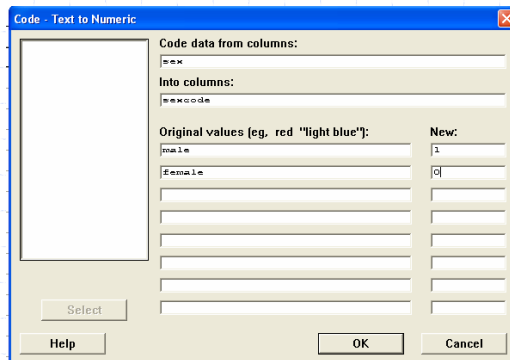 Code - Text to Numeric
Code data from columns:
sex
Into columns:
sexcode
Original values (eg, red "light blue"): New:
male 1
female 0
Select
Help OK Cancel